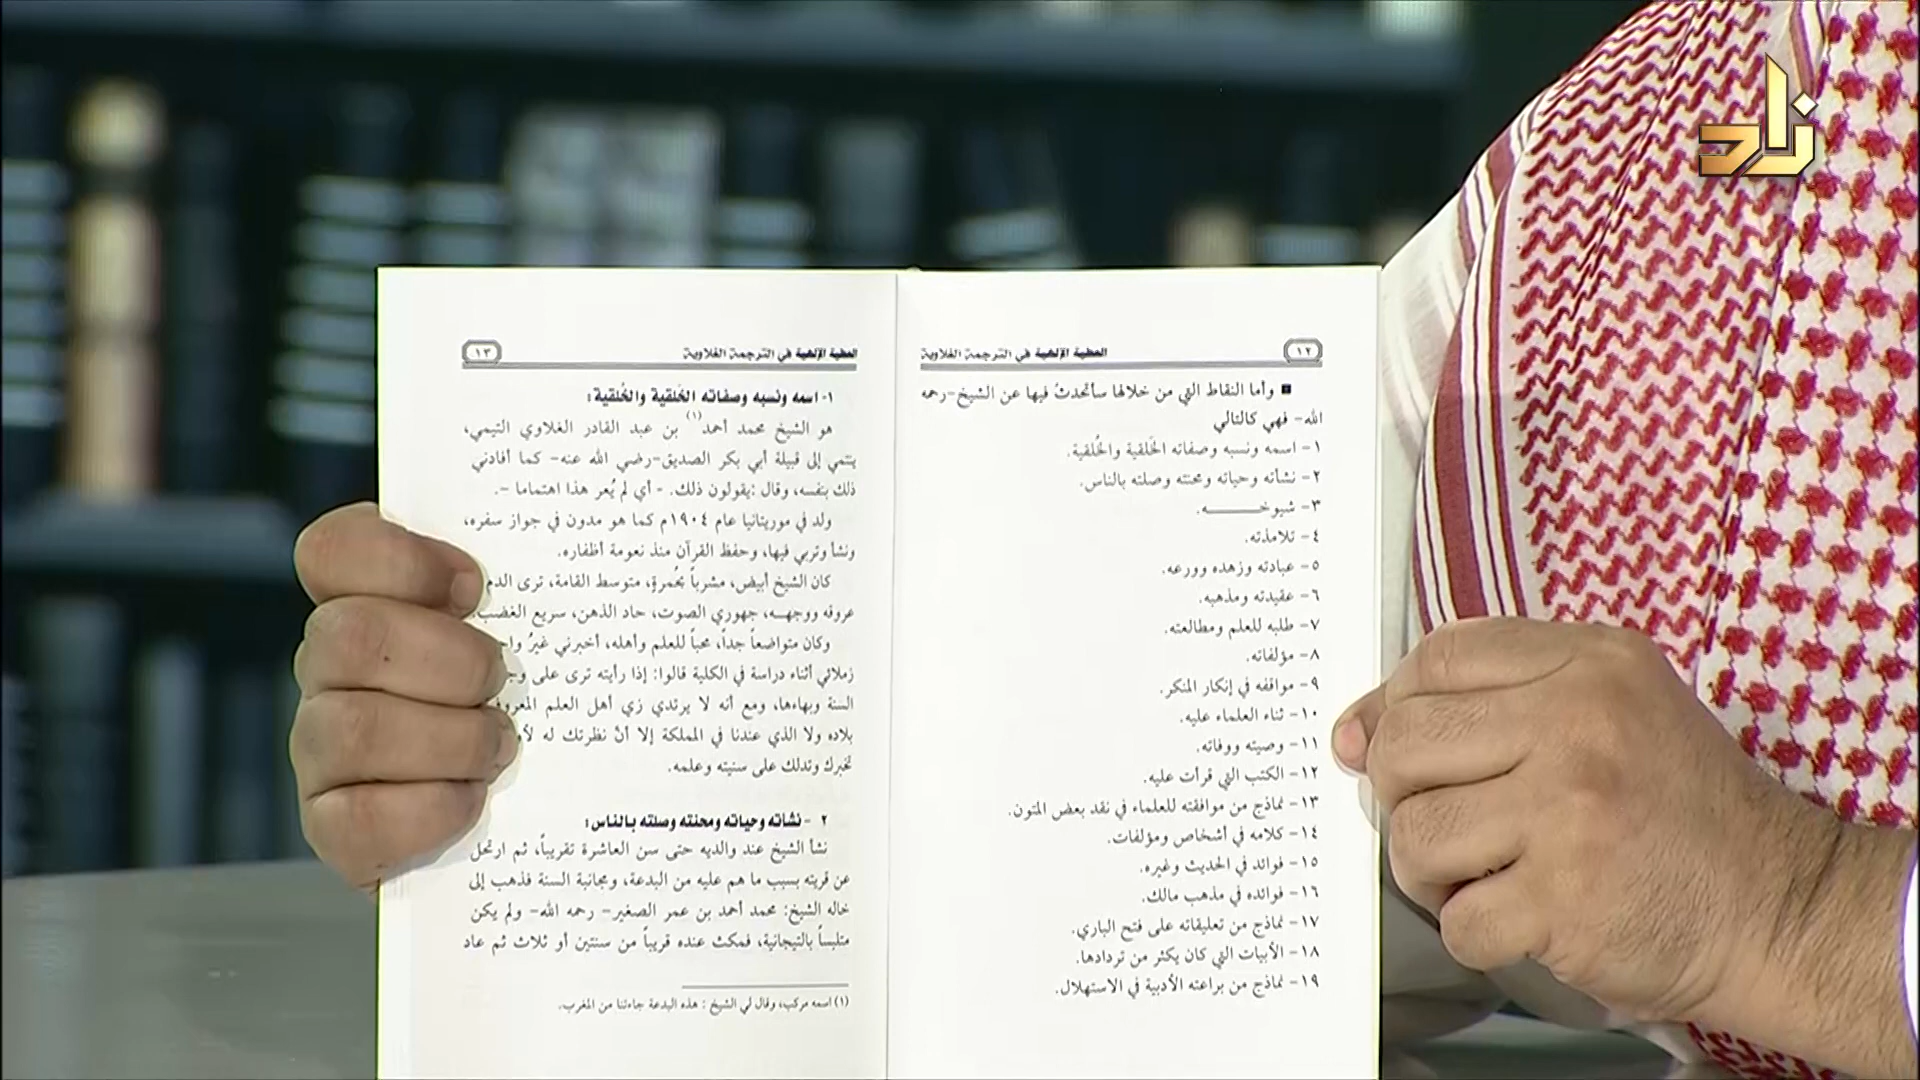 زاد
١٢
العطية الإلهية في الترجمة الغلاوية
■ وأما النقاط التي من خلالها سأتحدثُ فيها عن الشيخ-رحمه
الله- فهي كالتالي
١- اسمه ونسبه وصفاته الخَلقية والخُلقية.
٢- نشأته وحياته ومحنته وصلته بالناس.
٣- شيوخــــــــه.
٤- تلامذته.
٥- عبادته وزهده وورعه.
٦- عقيدته ومذهبه.
٧- طلبه للعلم ومطالعته.
٨- مؤلفاته.
٩- مواقفه في إنكار المنكر.
١٠- ثناء العلماء عليه.
١١- وصيته ووفاته.
١٢- الكتب التي قرأت عليه.
١٣- نماذج من موافقته للعلماء في نقد بعض المتون.
١٤- كلامه في أشخاص ومؤلفات.
١٥- فوائد في الحديث وغيره.
١٦- فوائده في مذهب مالك.
١٧- نماذج من تعليقاته على فتح الباري.
١٨- الأبيات التي كان يكثر من تردادها.
١٩- نماذج من براعته الأدبية في الاستهلال.
العطية الإلهية في الترجمة الغلاوية
١٣
١- اسمه ونسبه وصفاته الخَلقية والخُلقية:
هو الشيخ محمد أحمد(١) بن عبد القادر الغلاوي التيمي،
ينتمي إلى قبيلة أبي بكر الصديق-رضي الله عنه- كما أفادني
ذلك بنفسه، وقال :يقولون ذلك. - أي لم يُعر هذا اهتماما -.
ولد في موريتانيا عام ١٩٠٤م كما هو مدون في جواز سفره،
ونشأ وتربي فيها، وحفظ القرآن منذ نعومة أظفاره.
كان الشيخ أبيض، مشرباً بحُمرةٍ، متوسط القامة، ترى الدم
عروقه ووجهــه، جهوري الصوت، حاد الذهن، سريع الغضب.
وكان متواضعاً جداً، محباً للعلم وأهله، أخبرني غيرُ
زملائي أثناء دراسة في الكلية قالوا: إذا رأيته ترى على
السنة وبهاءها، ومع أنه لا يرتدي زي أهل العلم
بلاده ولا الذي عندنا في المملكة إلا أنّ نظرتك له
تخبرك وتدلك على سنيته وعلمه.
٢ - نشأته وحياته ومحنته وصلته بالناس:
نشأ الشيخ عند والديه حتى سن العاشرة تقريباً، ثم ارتحل
عن قريته بسبب ما هم عليه من البدعة، ومجانبة السنة فذهب إلى
خاله الشيخ: محمد أحمد بن عمر الصغير- رحمه الله- ولم يكن
متلبساً بالتيجانية، فمكث عنده قريباً من سنتين أو ثلاث ثم عاد
(١) اسمه مركب، وقال لي الشيخ : هذه البدعة جاءتنا من المغرب.